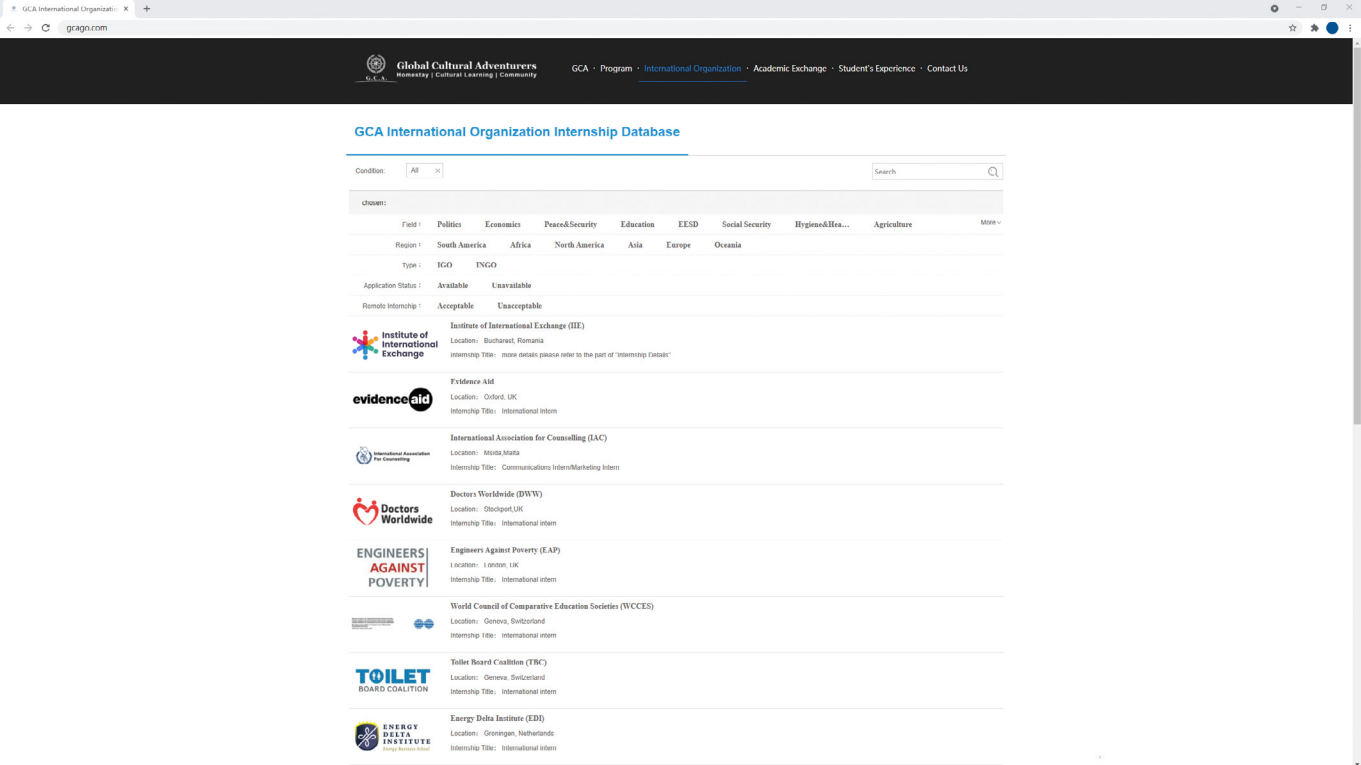 GCA International Organizatio
gcago.com
G.C.A.
Global Cultural Adventurers
Homestay | Cultural Learning | Community
GCA · Program · International Organization · Academic Exchange · Student's Experience · Contact Us
GCA International Organization Internship Database
Condition: All ×
Search
chosen:
Field : Politics Economics Peace&Security Education EESD Social Security Hygiene&Hea... Agriculture More
Region : South America Africa North America Asia Europe Oceania
Type : IGO INGO
Application Status : Available Unavailable
Remote Internship : Acceptable Unacceptable
Institute of
International
Exchange
Institute of International Exchange (IIE)
Location: Bucharest, Romania
Internship Title: more details please refer to the part of "Internship Details"
evidenceaid
Evidence Aid
Location: Oxford, UK
Internship Title: International Intern
International Association
For Counselling
International Association for Counselling (IAC)
Location: Msida,Malta
Internship Title: Communications Intern/Marketing Intern
Doctors
Worldwide
Doctors Worldwide (DWW)
Location: Stockport,UK
Internship Title: International intern
ENGINEERS
AGAINST
POVERTY
Engineers Against Poverty (EAP)
Location: London, UK
Internship Title: International intern
World Council of Comparative Education Societies (WCCES)
Location: Geneva, Switzerland
Internship Title: International intern
TOILET
BOARD COALITION
Toilet Board Coalition (TBC)
Location: Geneva, Switzerland
Internship Title: International intern
ENERGY
DELTA
INSTITUTE
Energy Business School
Energy Delta Institute (EDI)
Location: Groningen, Netherlands
Internship Title: International intern